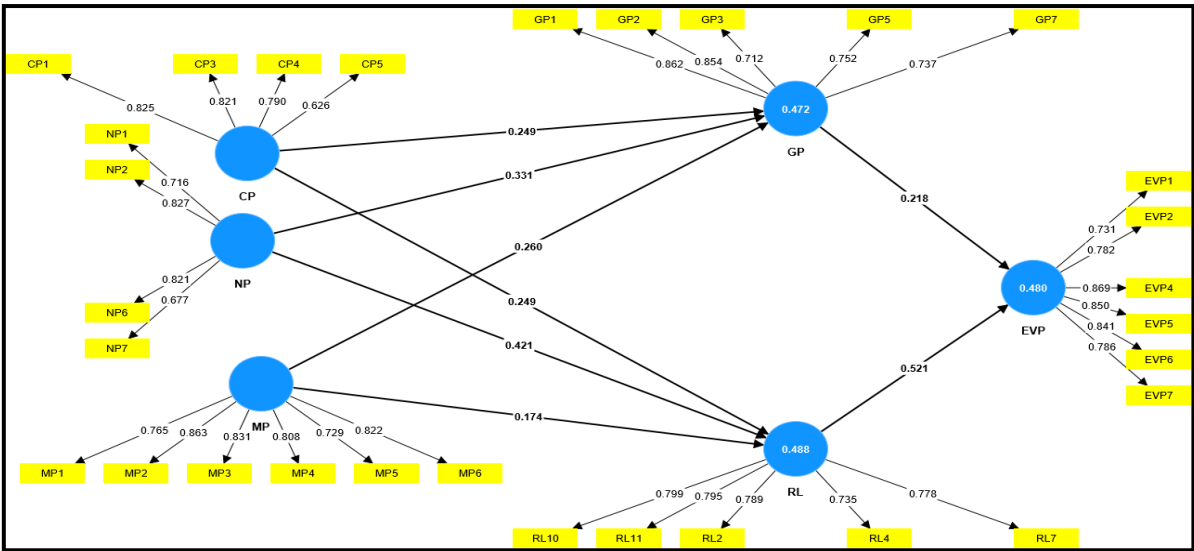 GP1 GP2 GP3 GP5 GP7
CP1 CP3 CP4 CP5
0.862 0.854 0.712 0.752 0.737
0.825 0.821 0.790 0.626
0.472
GP
NP1
NP2
0.716
0.827
CP
0.249
0.331
0.260
0.249
0.421
0.174
NP
0.821
0.677
NP6
NP7
0.218
0.521
EVP1
EVP2
EVP4
EVP5
EVP6
EVP7
0.731
0.782
0.869
0.850
0.841
0.786
0.480
EVP
MP
0.765 0.863 0.831 0.808 0.729 0.822
MP1 MP2 MP3 MP4 MP5 MP6
0.488
RL
0.799 0.795 0.789 0.735 0.778
RL10 RL11 RL2 RL4 RL7